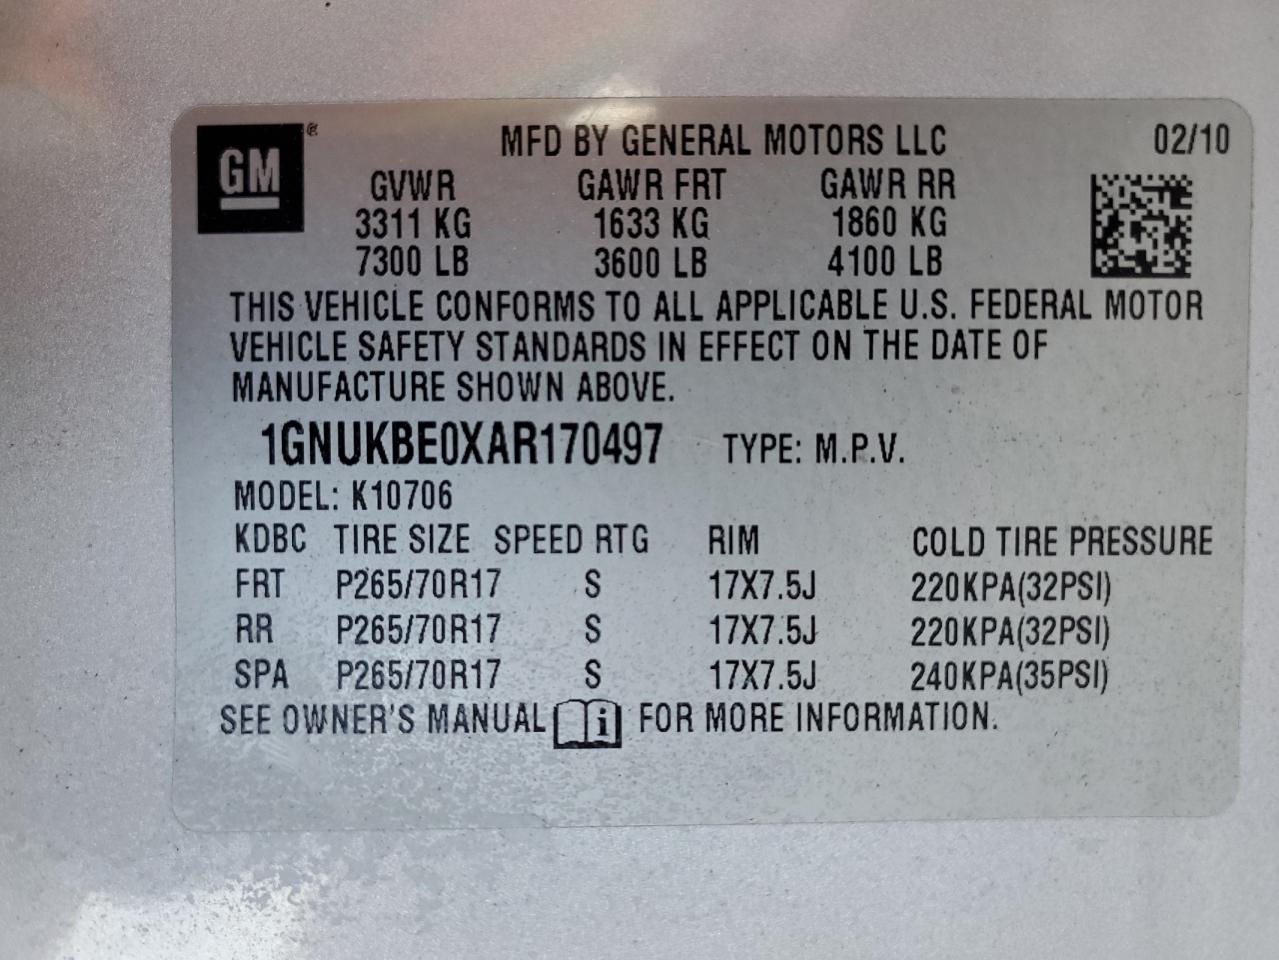 GM ® MFD BY GENERAL MOTORS LLC 02/10
GVWR GAWR FRT GAWR RR
3311 KG 1633 KG 1860 KG
7300 LB 3600 LB 4100 LB
THIS VEHICLE CONFORMS TO ALL APPLICABLE U.S. FEDERAL MOTOR
VEHICLE SAFETY STANDARDS IN EFFECT ON THE DATE OF
MANUFACTURE SHOWN ABOVE.
1GNUKBE0XAR170497 TYPE: M.P.V.
MODEL: K10706
KDBC TIRE SIZE SPEED RTG RIM COLD TIRE PRESSURE
FRT P265/70R17 S 17X7.5J 220KPA(32PSI)
RR P265/70R17 S 17X7.5J 220KPA(32PSI)
SPA P265/70R17 S 17X7.5J 240KPA(35PSI)
SEE OWNER'S MANUAL i FOR MORE INFORMATION.